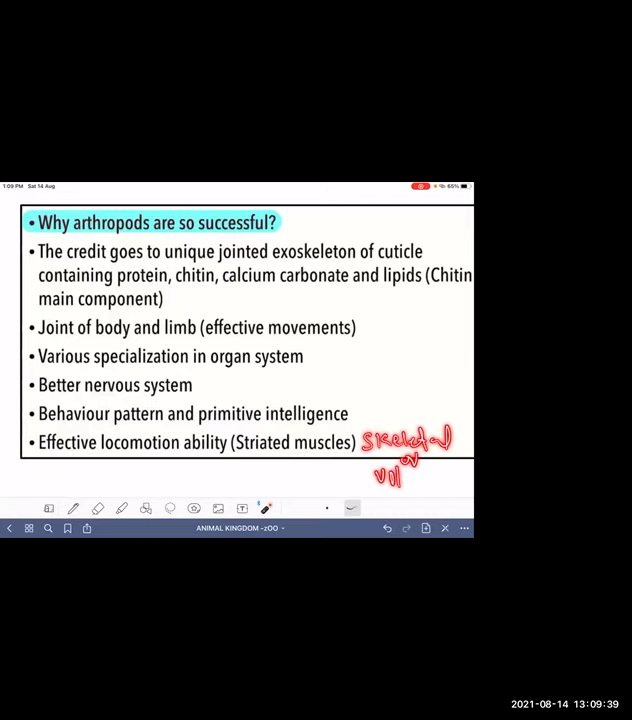 1:09 PM Sat 14 Aug
65%
• Why arthropods are so successful?
• The credit goes to unique jointed exoskeleton of cuticle
containing protein, chitin, calcium carbonate and lipids (Chitin
main component)
• Joint of body and limb (effective movements)
• Various specialization in organ system
• Better nervous system
• Behaviour pattern and primitive intelligence
• Effective locomotion ability (Striated muscles) Skeletal
or
ANIMAL KINGDOM -zOO
2021-08-14 13:09:39